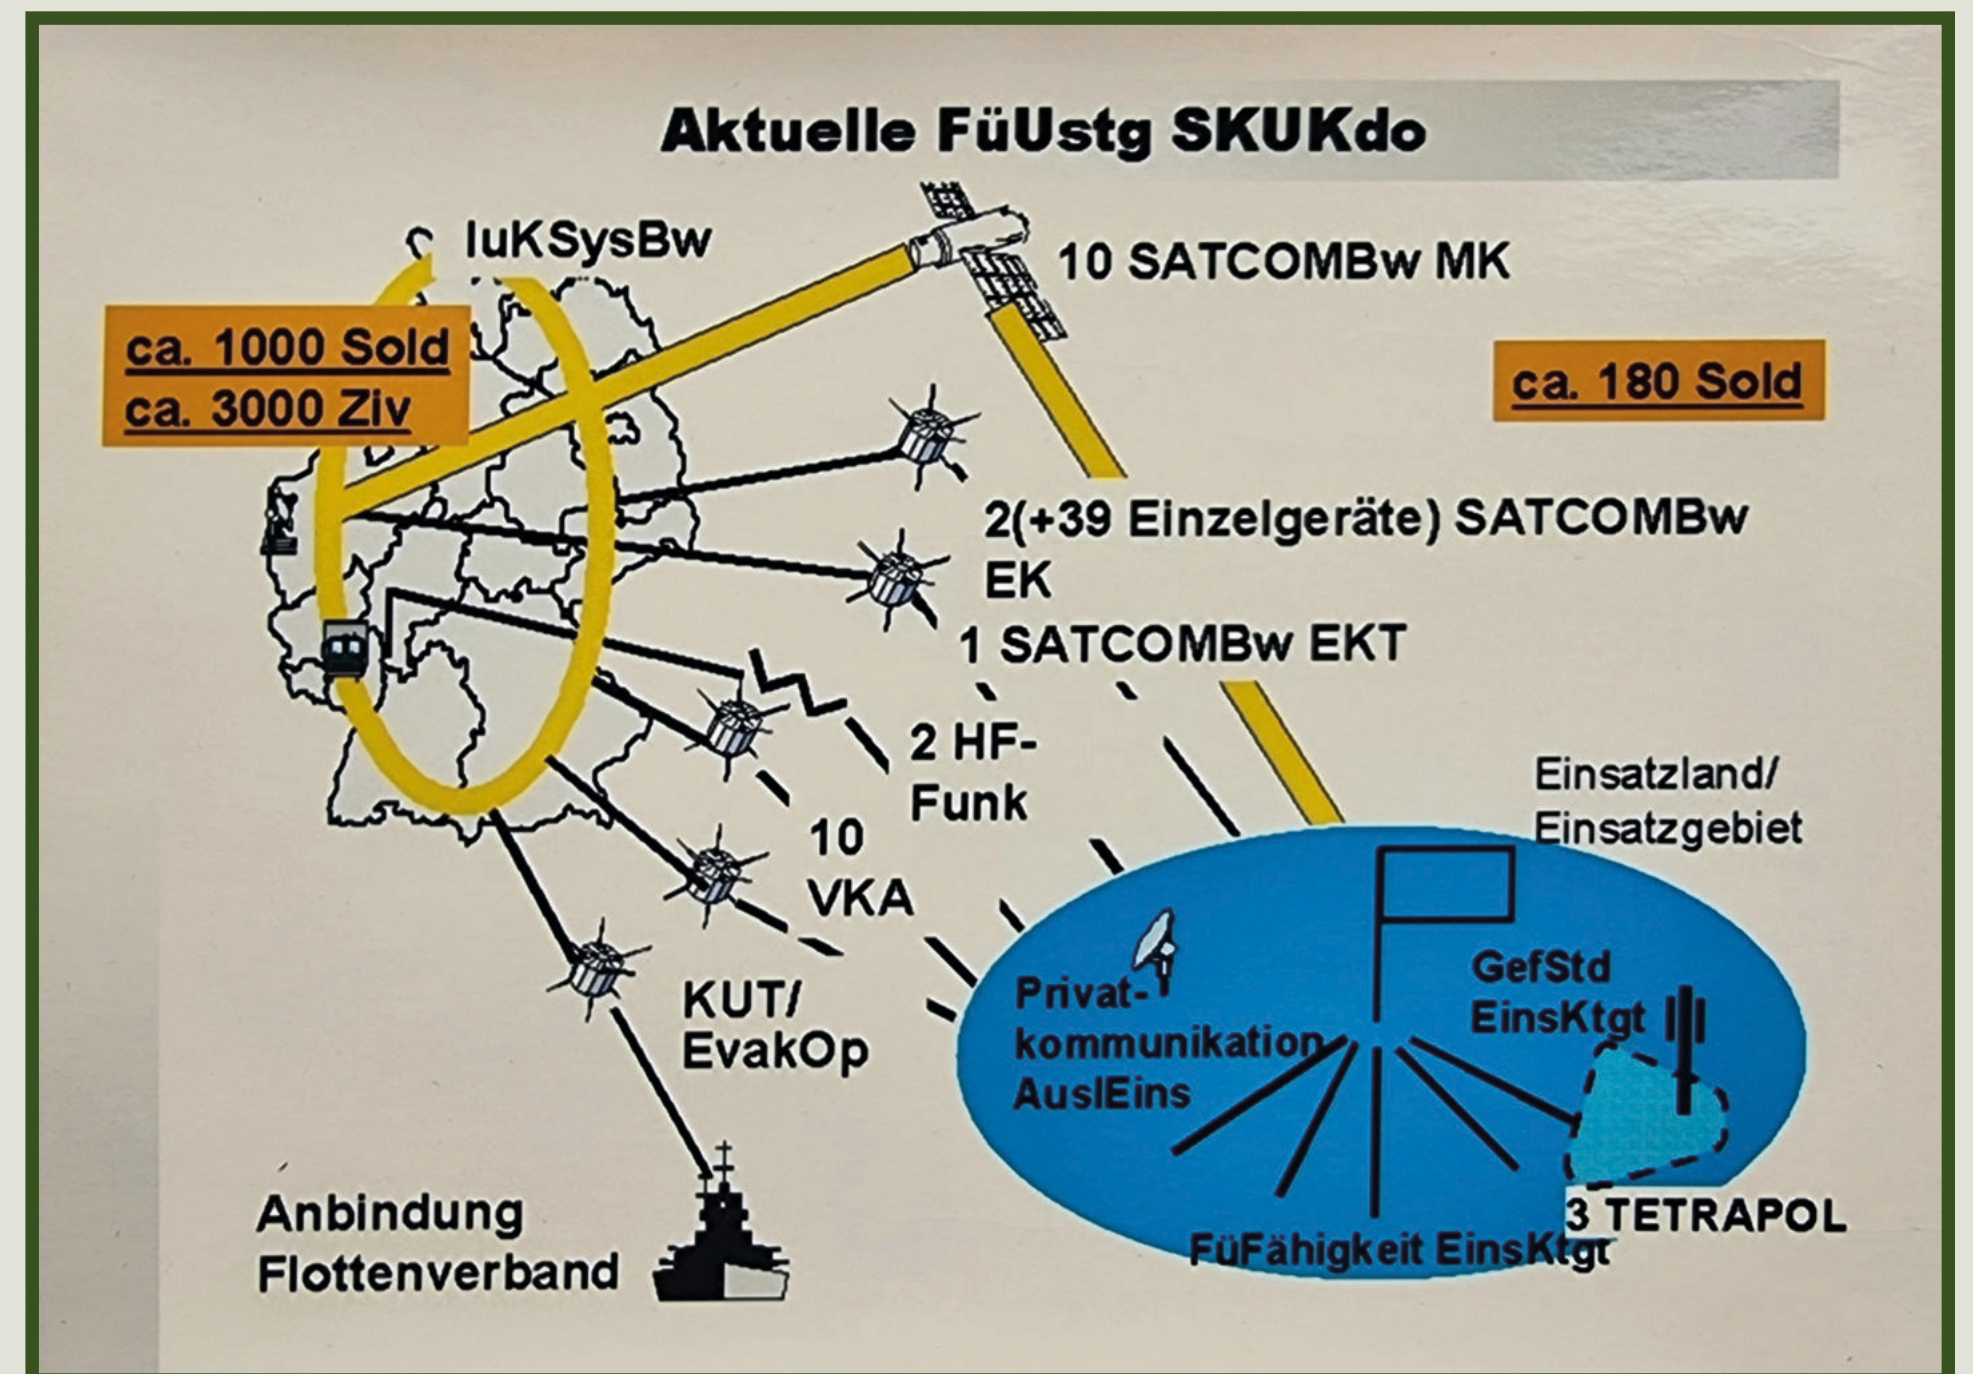 Aktuelle FüUstg SKUKdo
IuKSysBw
10 SATCOMBw MK
ca. 1000 Sold
ca. 3000 Ziv
ca. 180 Sold
2(+39 Einzelgeräte) SATCOMBw
EK
1 SATCOMBw EKT
2 HF-
Funk
10
VKA
Einsatzland/
Einsatzgebiet
KUT/
EvakOp
Privat-
kommunikation
AuslEins
GefStd
EinsKtgt
3 TETRAPOL
FüFähigkeit EinsKtgt
Anbindung
Flottenverband